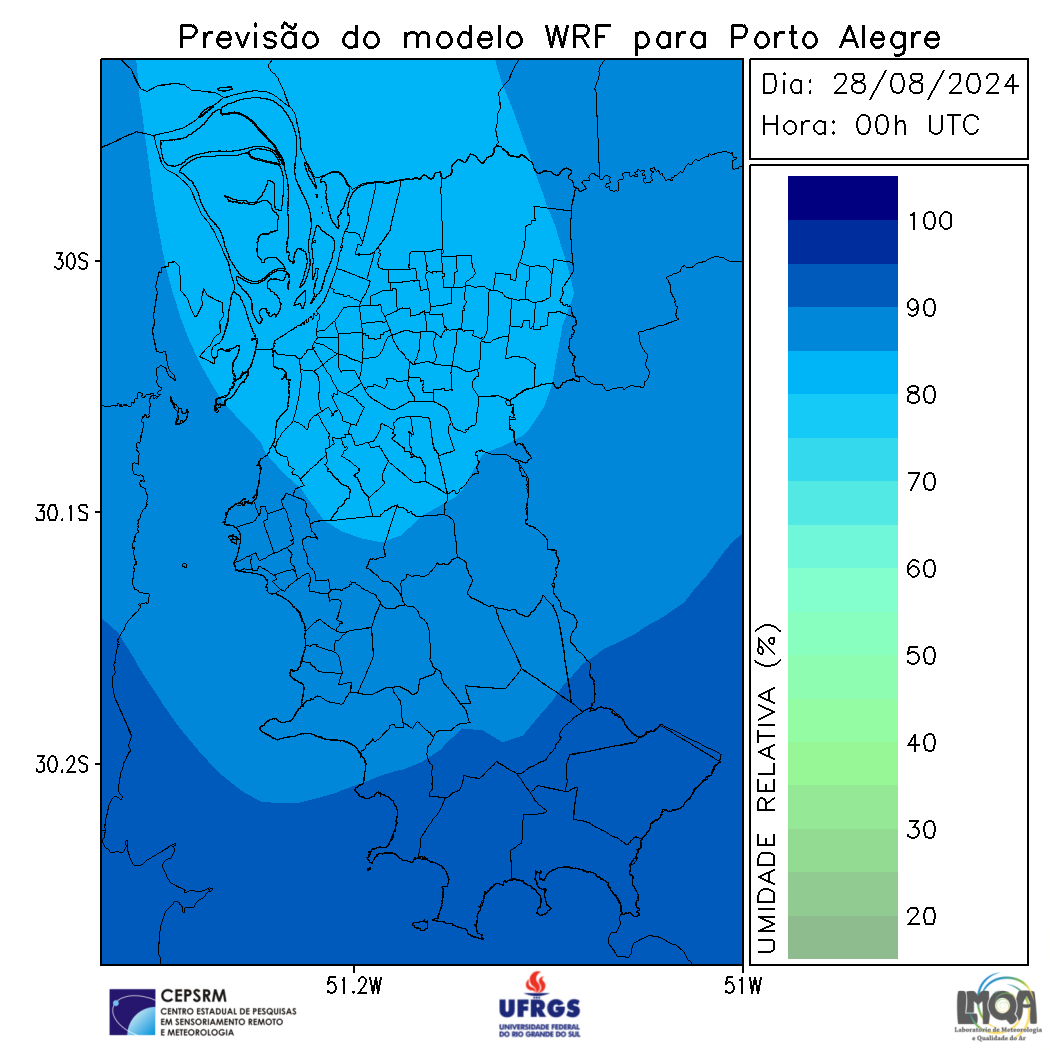 Previsão do modelo WRF para Porto Alegre
Dia: 28/08/2024
Hora: 00h UTC
30S
30.1S
30.2S
51.2W
51W
100
90
80
70
60
50
40
30
20
UMIDADE RELATIVA (%)
CEPSRM
CENTRO ESTADUAL DE PESQUISAS
EM SENSORIAMENTO REMOTO
E METEOROLOGIA
UFRGS
UNIVERSIDADE FEDERAL
DO RIO GRANDE DO SUL
LMQA
Laboratório de Meteorologia
e Qualidade do Ar